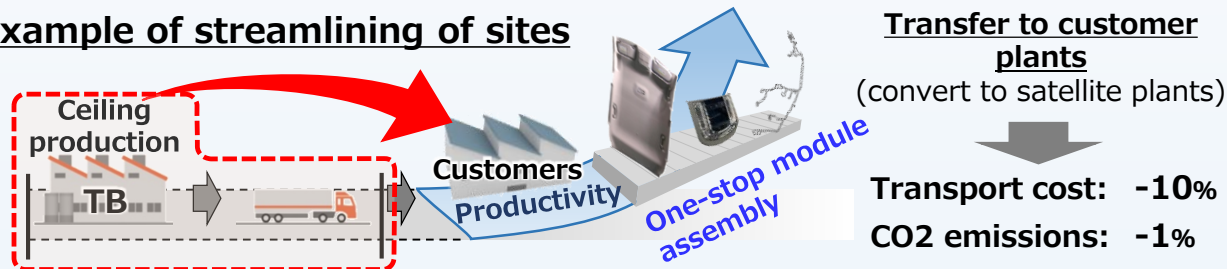 xample of streamlining of sites
Ceiling
production
TB
Customers
Productivity
One-stop module
assembly
Transfer to customer
plants
(convert to satellite plants)
Transport cost: -10%
CO2 emissions: -1%